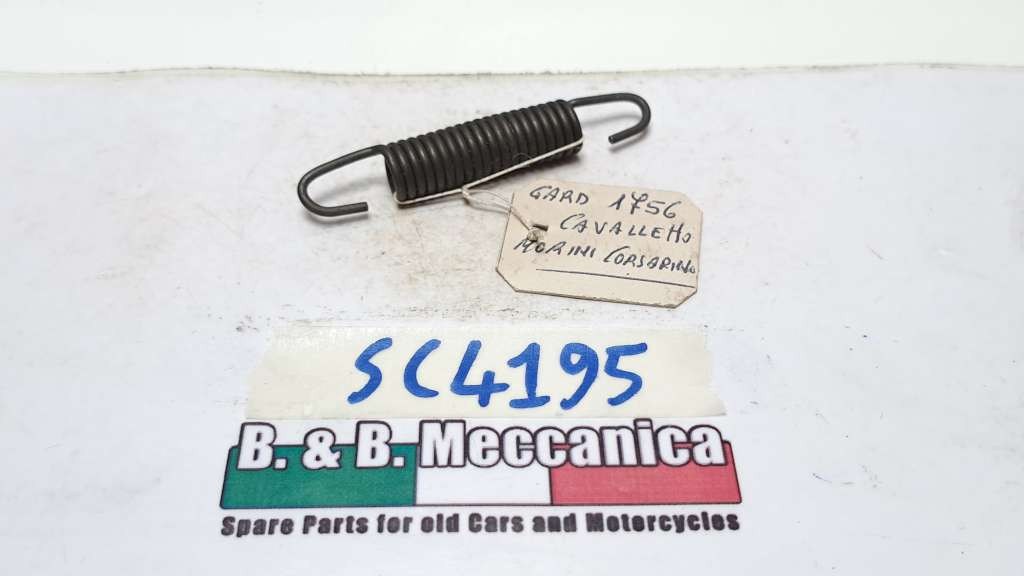 GARD 1756
CAVALLETTO
MORINI CORSARINO
SC4195
B. & B. Meccanica
Spare Parts for old Cars and Motorcycles